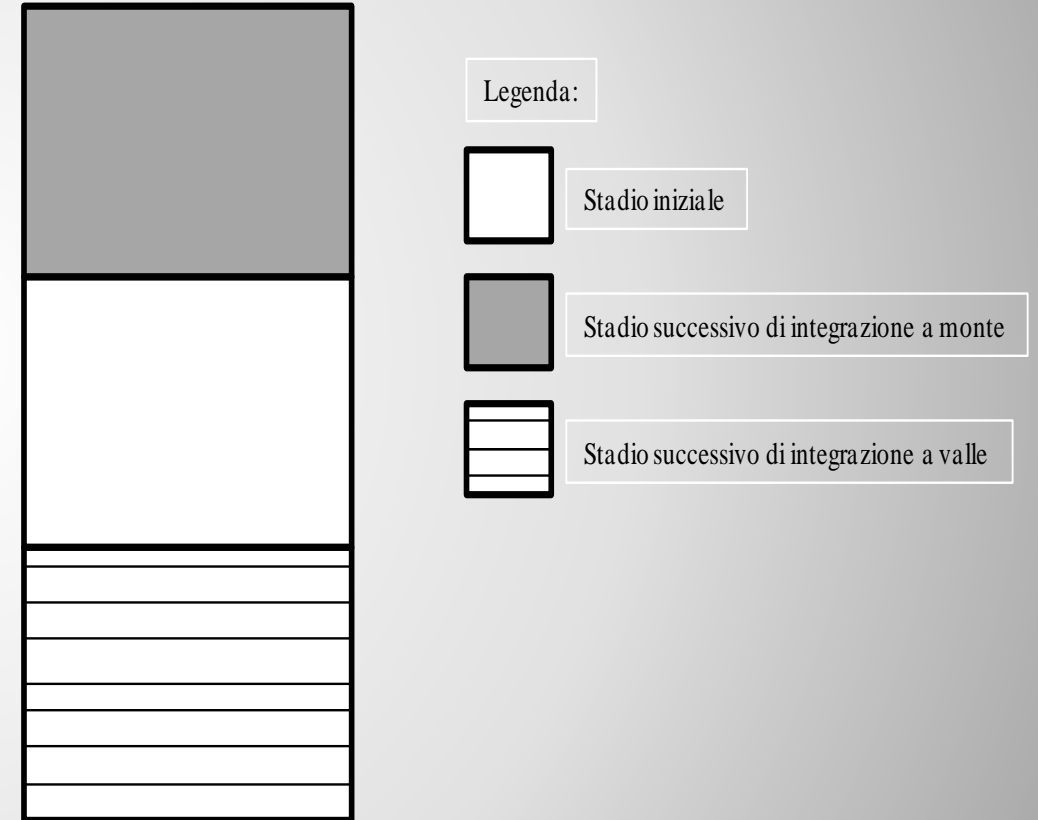 Legenda:
Stadio iniziale
Stadio successivo di integrazione a monte
Stadio successivo di integrazione a valle